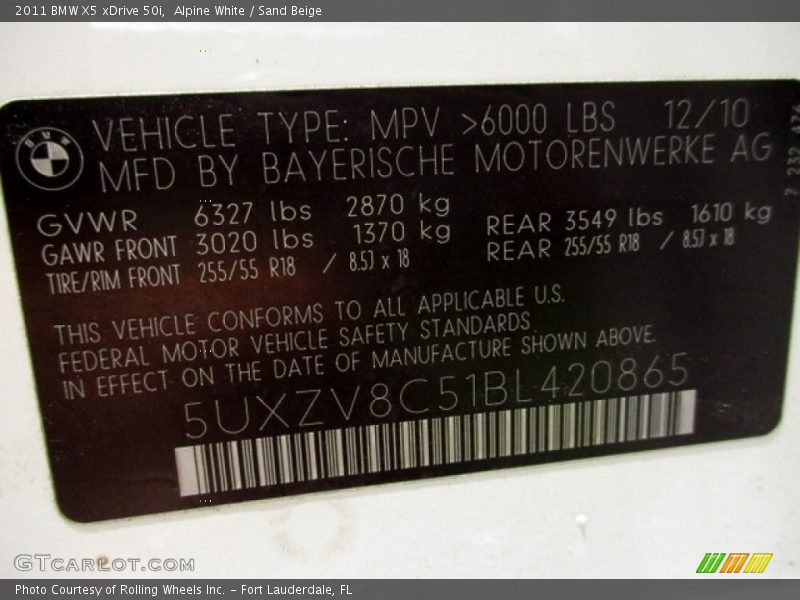 2011 BMW X5 xDrive 50i,  Alpine White / Sand Beige
BMW
VEHICLE TYPE: MPV >6000 LBS 12/10
MFD BY BAYERISCHE MOTORENWERKE AG
GVWR 6327 lbs 2870 kg
GAWR FRONT 3020 lbs 1370 kg REAR 3549 lbs 1610 kg
TIRE/RIM FRONT 255/55 R18 / 8.5J x 18 REAR 255/55 R18 / 8.5J x 18
THIS VEHICLE CONFORMS TO ALL APPLICABLE U.S.
FEDERAL MOTOR VEHICLE SAFETY STANDARDS
IN EFFECT ON THE DATE OF MANUFACTURE SHOWN ABOVE.
5UXZV8C51BL420865
7 232 476
GTCARLOT.COM
Photo Courtesy of Rolling Wheels Inc. – Fort Lauderdale, FL